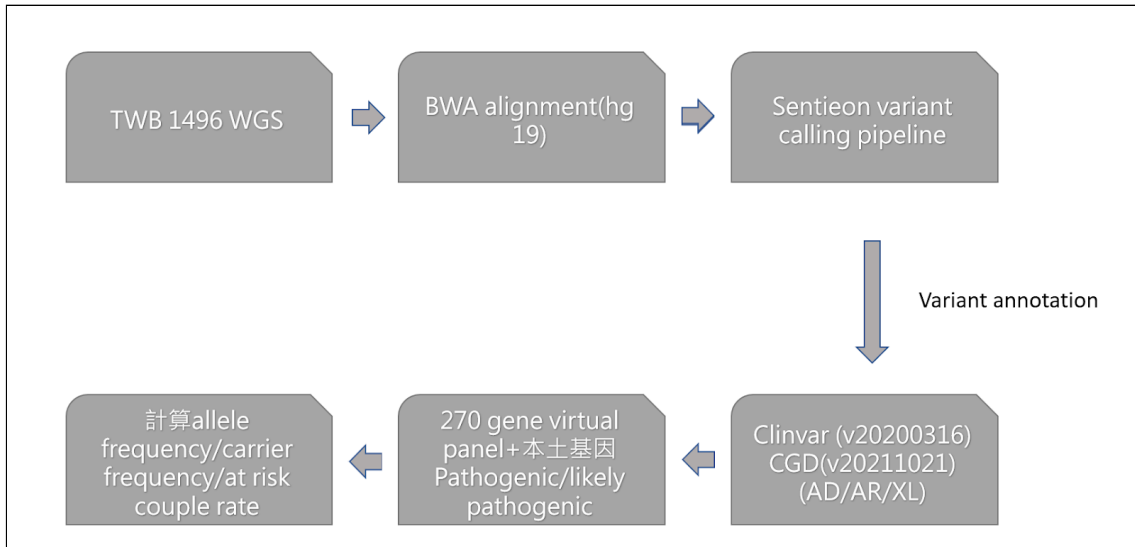 TWB 1496 WGS
BWA alignment(hg
19)
Sentieon variant
calling pipeline
Variant annotation
Clinvar (v20200316)
CGD(v20211021)
(AD/AR/XL)
270 gene virtual
panel+本土基因
Pathogenic/likely
pathogenic
計算allele
frequency/carrier
frequency/at risk
couple rate